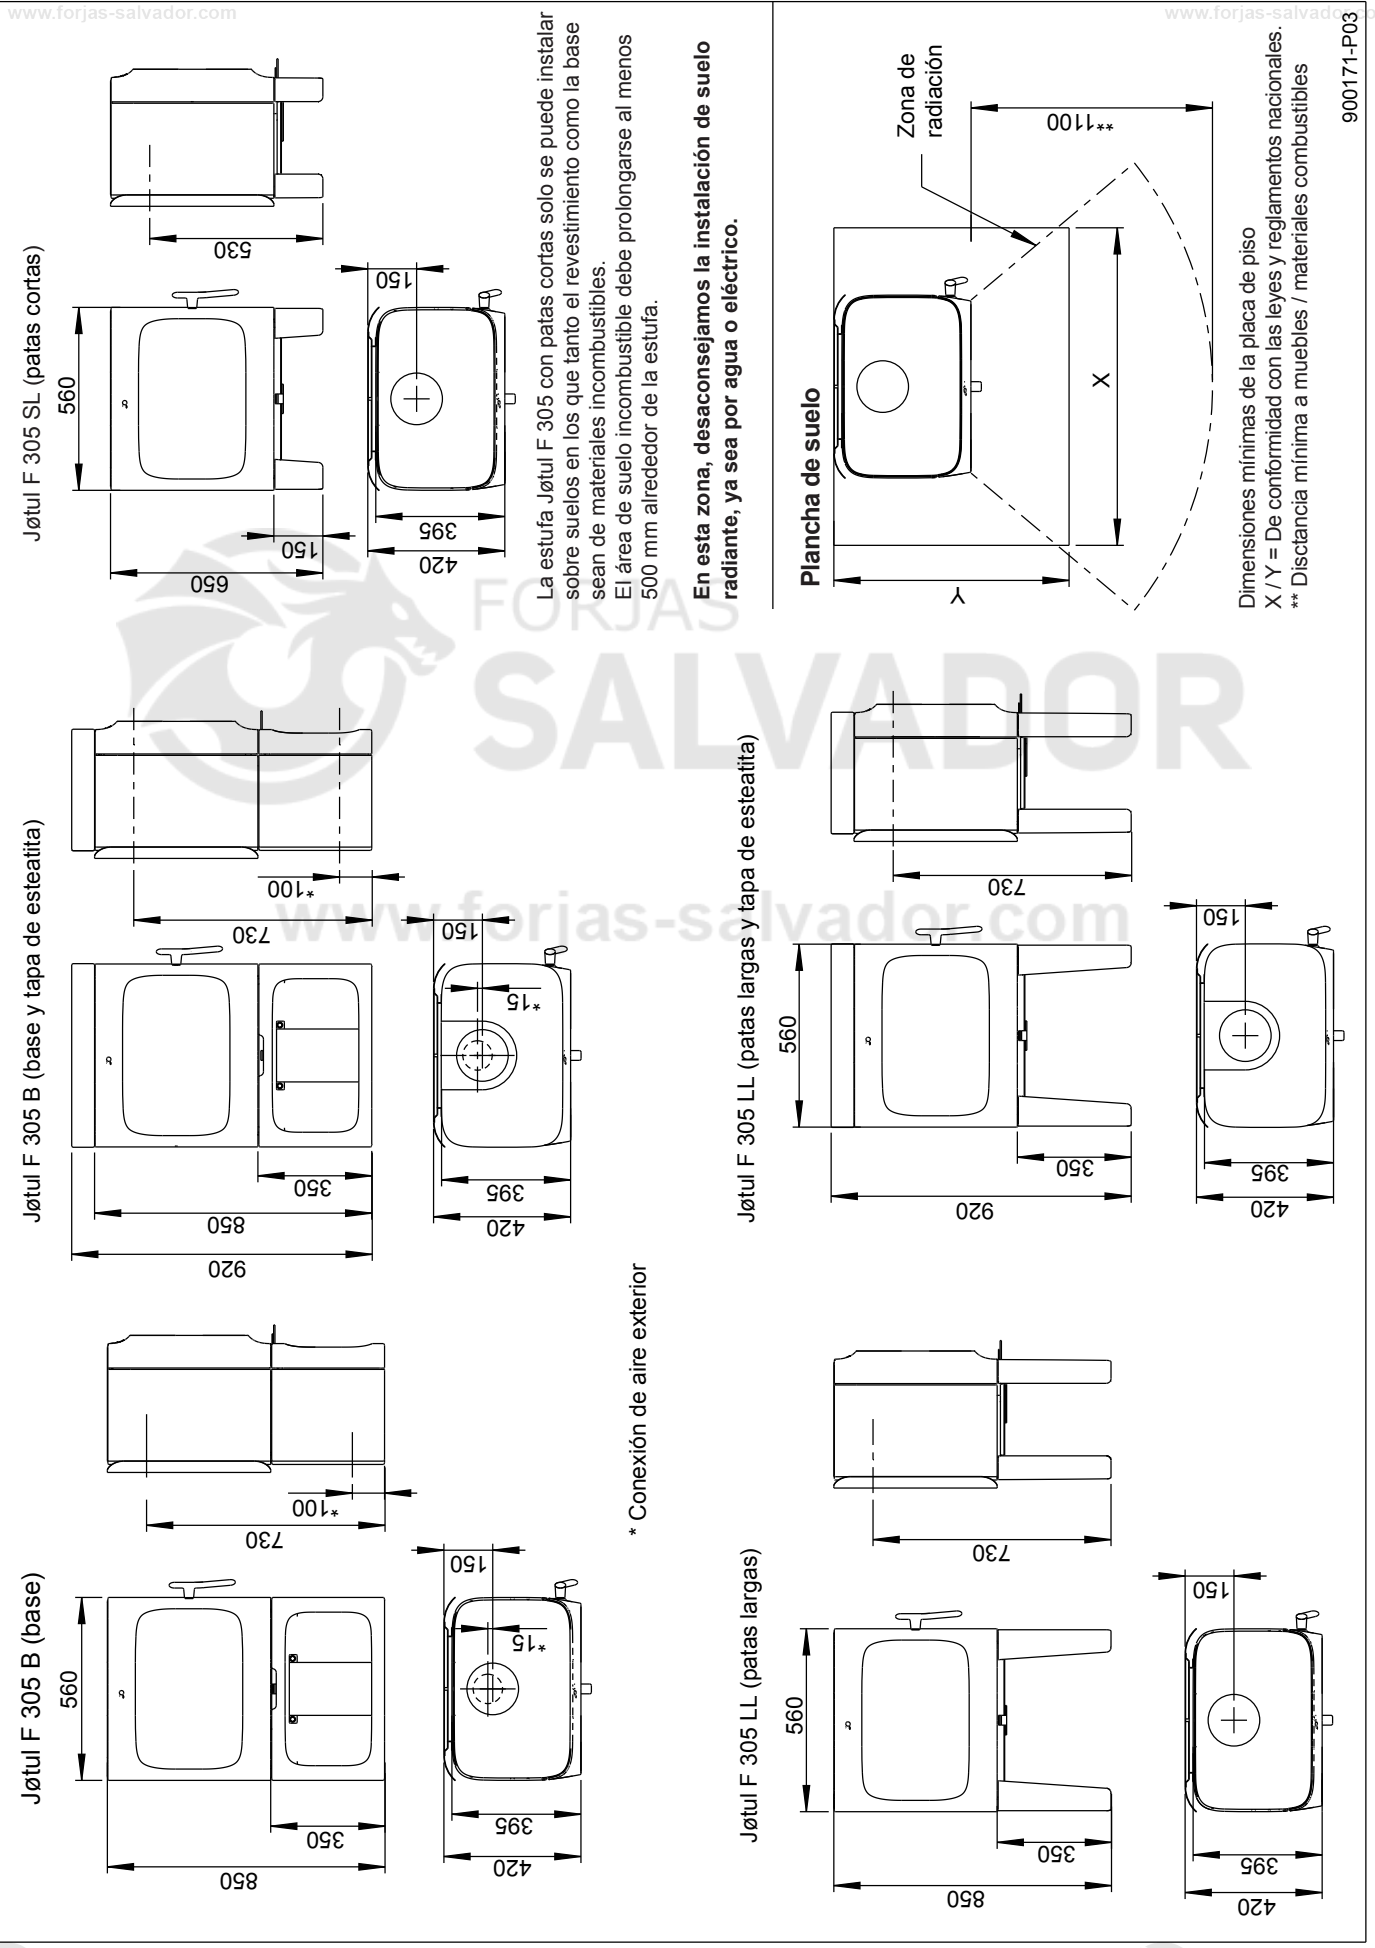 www.forjas-salvador.com
www.forjas-salvador.co
FORJAS
SALVADOR
www.forjas-salvador.com
Jøtul F 305 B (base)
560
850
350
730
*100
150
*15
395
420
Jøtul F 305 B (base y tapa de esteatita)
920
850
350
730
*100
150
*15
395
420
Jøtul F 305 SL (patas cortas)
560
650
150
530
150
395
420
* Conexión de aire exterior
La estufa Jøtul F 305 con patas cortas solo se puede instalar
sobre suelos en los que tanto el revestimiento como la base
sean de materiales incombustibles.
El área de suelo incombustible debe prolongarse al menos
500 mm alrededor de la estufa.
En esta zona, desaconsejamos la instalación de suelo
radiante, ya sea por agua o eléctrico.
Jøtul F 305 LL (patas largas)
560
850
350
730
150
395
420
Jøtul F 305 LL (patas largas y tapa de esteatita)
560
920
350
730
150
395
420
Plancha de suelo
Zona de
radiación
**1100
X
Y
Dimensiones mínimas de la placa de piso
X / Y = De conformidad con las leyes y reglamentos nacionales.
** Disctancia mínima a muebles / materiales combustibles
900171-P03